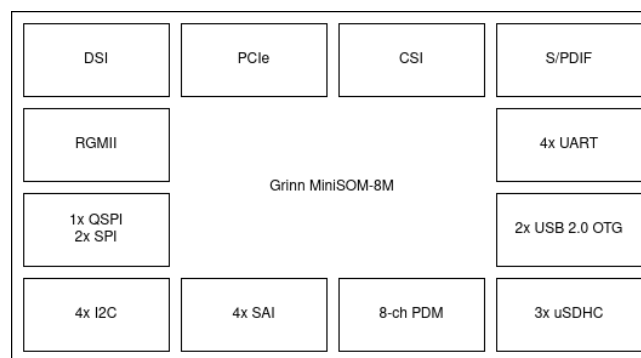 DSI
PCIe
CSI
S/PDIF
RGMII
4x UART
Grinn MiniSOM-8M
1x QSPI
2x SPI
2x USB 2.0 OTG
4x I2C
4x SAI
8-ch PDM
3x uSDHC